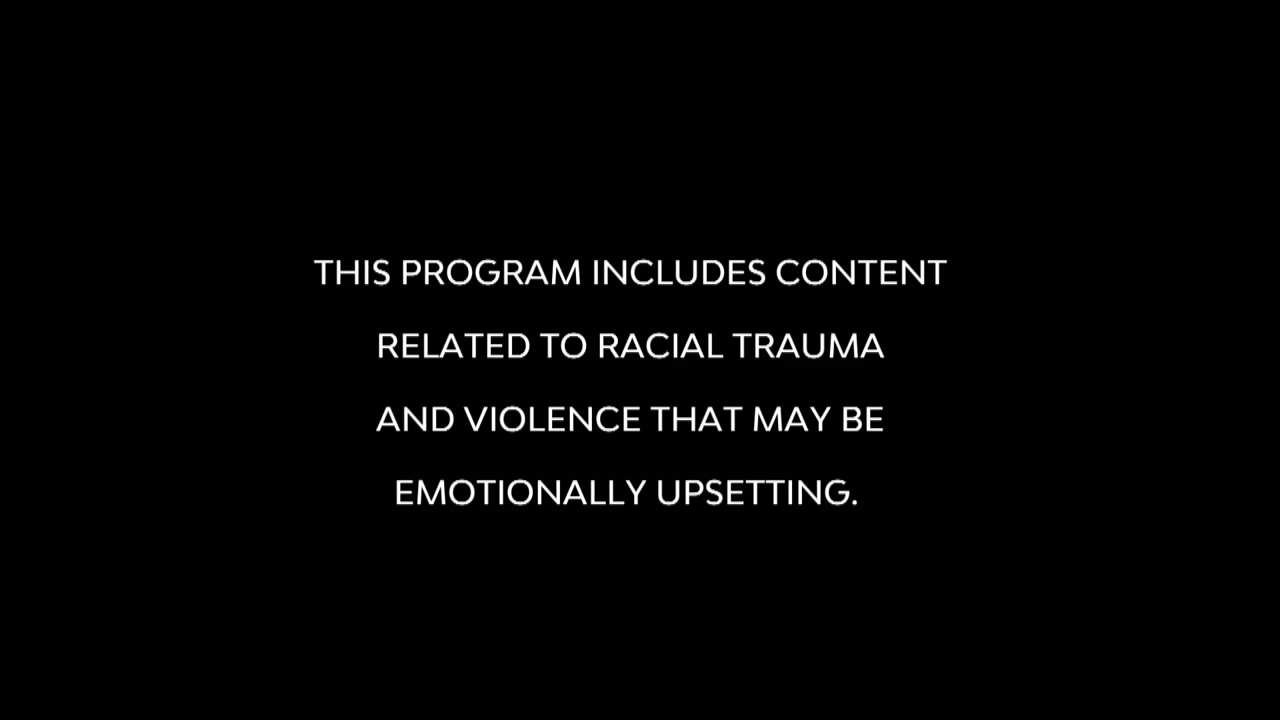 THIS PROGRAM INCLUDES CONTENT
RELATED TO RACIAL TRAUMA
AND VIOLENCE THAT MAY BE
EMOTIONALLY UPSETTING.